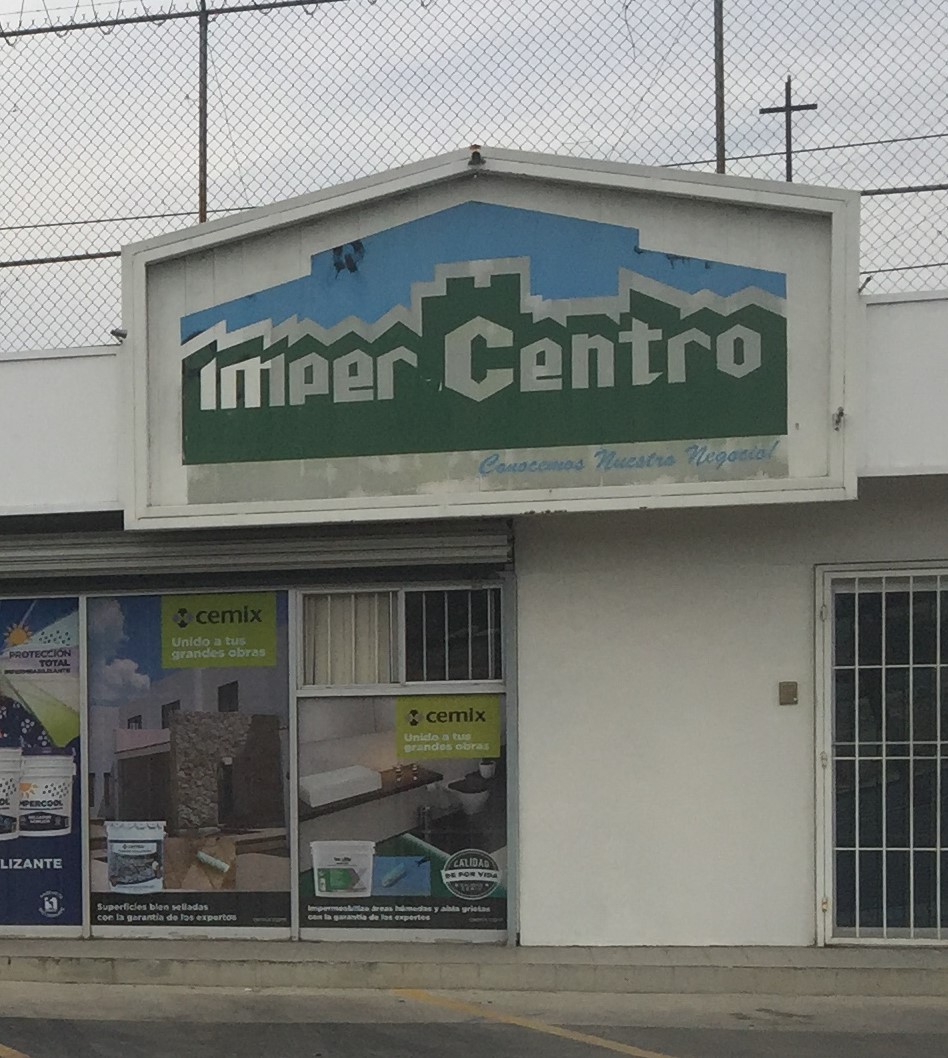 imper Centro
Conocemos Nuestro Negocio!
PROTECCIÓN
TOTAL
LIZANTE
cemix
Unido a tus
grandes obras
Superficies bien selladas
con la garantía de los expertos
cemix
Unido a tus
grandes obras
CALIDAD
DE POR VIDA
Impermeabiliza áreas húmedas y aisla grietas
con la garantía de los expertos